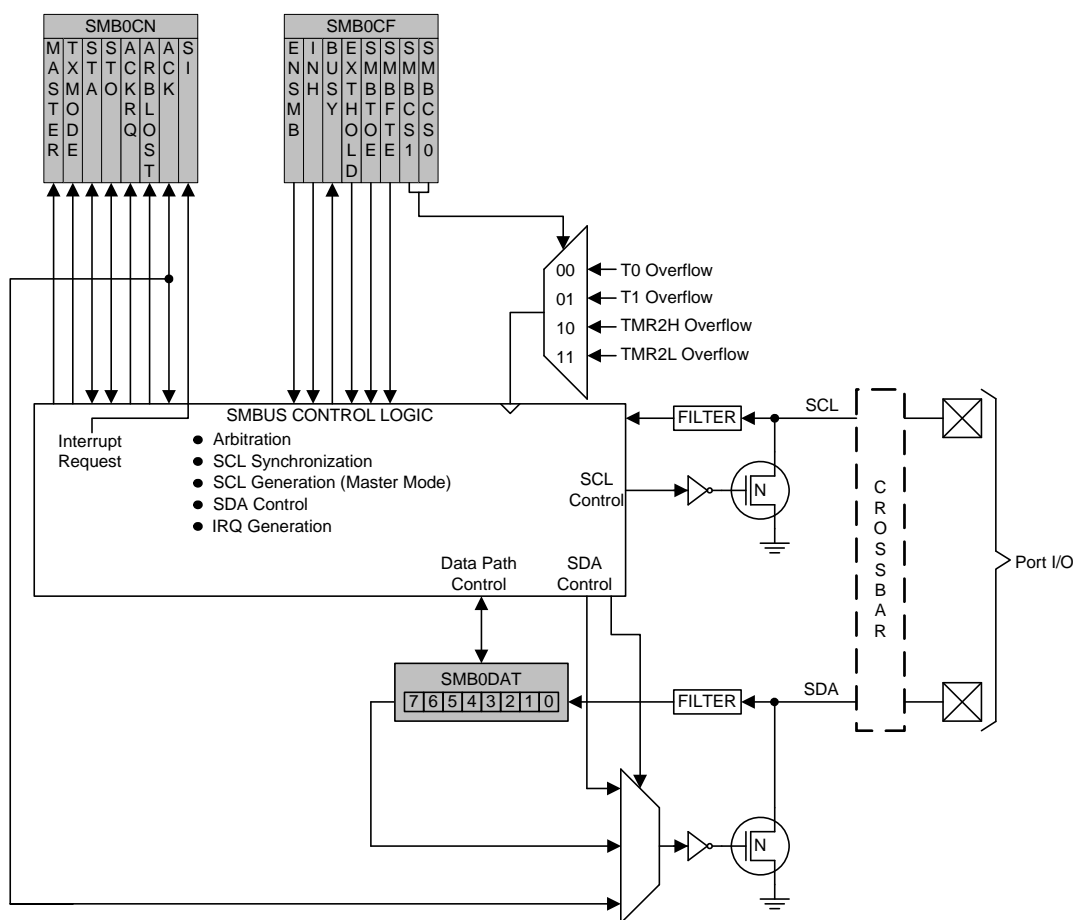 SMB0CN
MASTER
TXMODE
STA
STO
ACKRQ
ARBLOST
ACK
SI
SMB0CF
ENSMB
INH
BUSY
EXTHOLD
SMBTOE
SMBFTE
SMBCS1
SMBCS0
00
T0 Overflow
01
T1 Overflow
10
TMR2H Overflow
11
TMR2L Overflow
SMBUS CONTROL LOGIC
Interrupt
Request
● Arbitration
● SCL Synchronization
● SCL Generation (Master Mode)
● SDA Control
● IRQ Generation
SCL
Control
Data Path
Control
SDA
Control
FILTER
SCL
N
CROSSBAR
Port I/O
SMB0DAT
7 6 5 4 3 2 1 0
FILTER
SDA
N